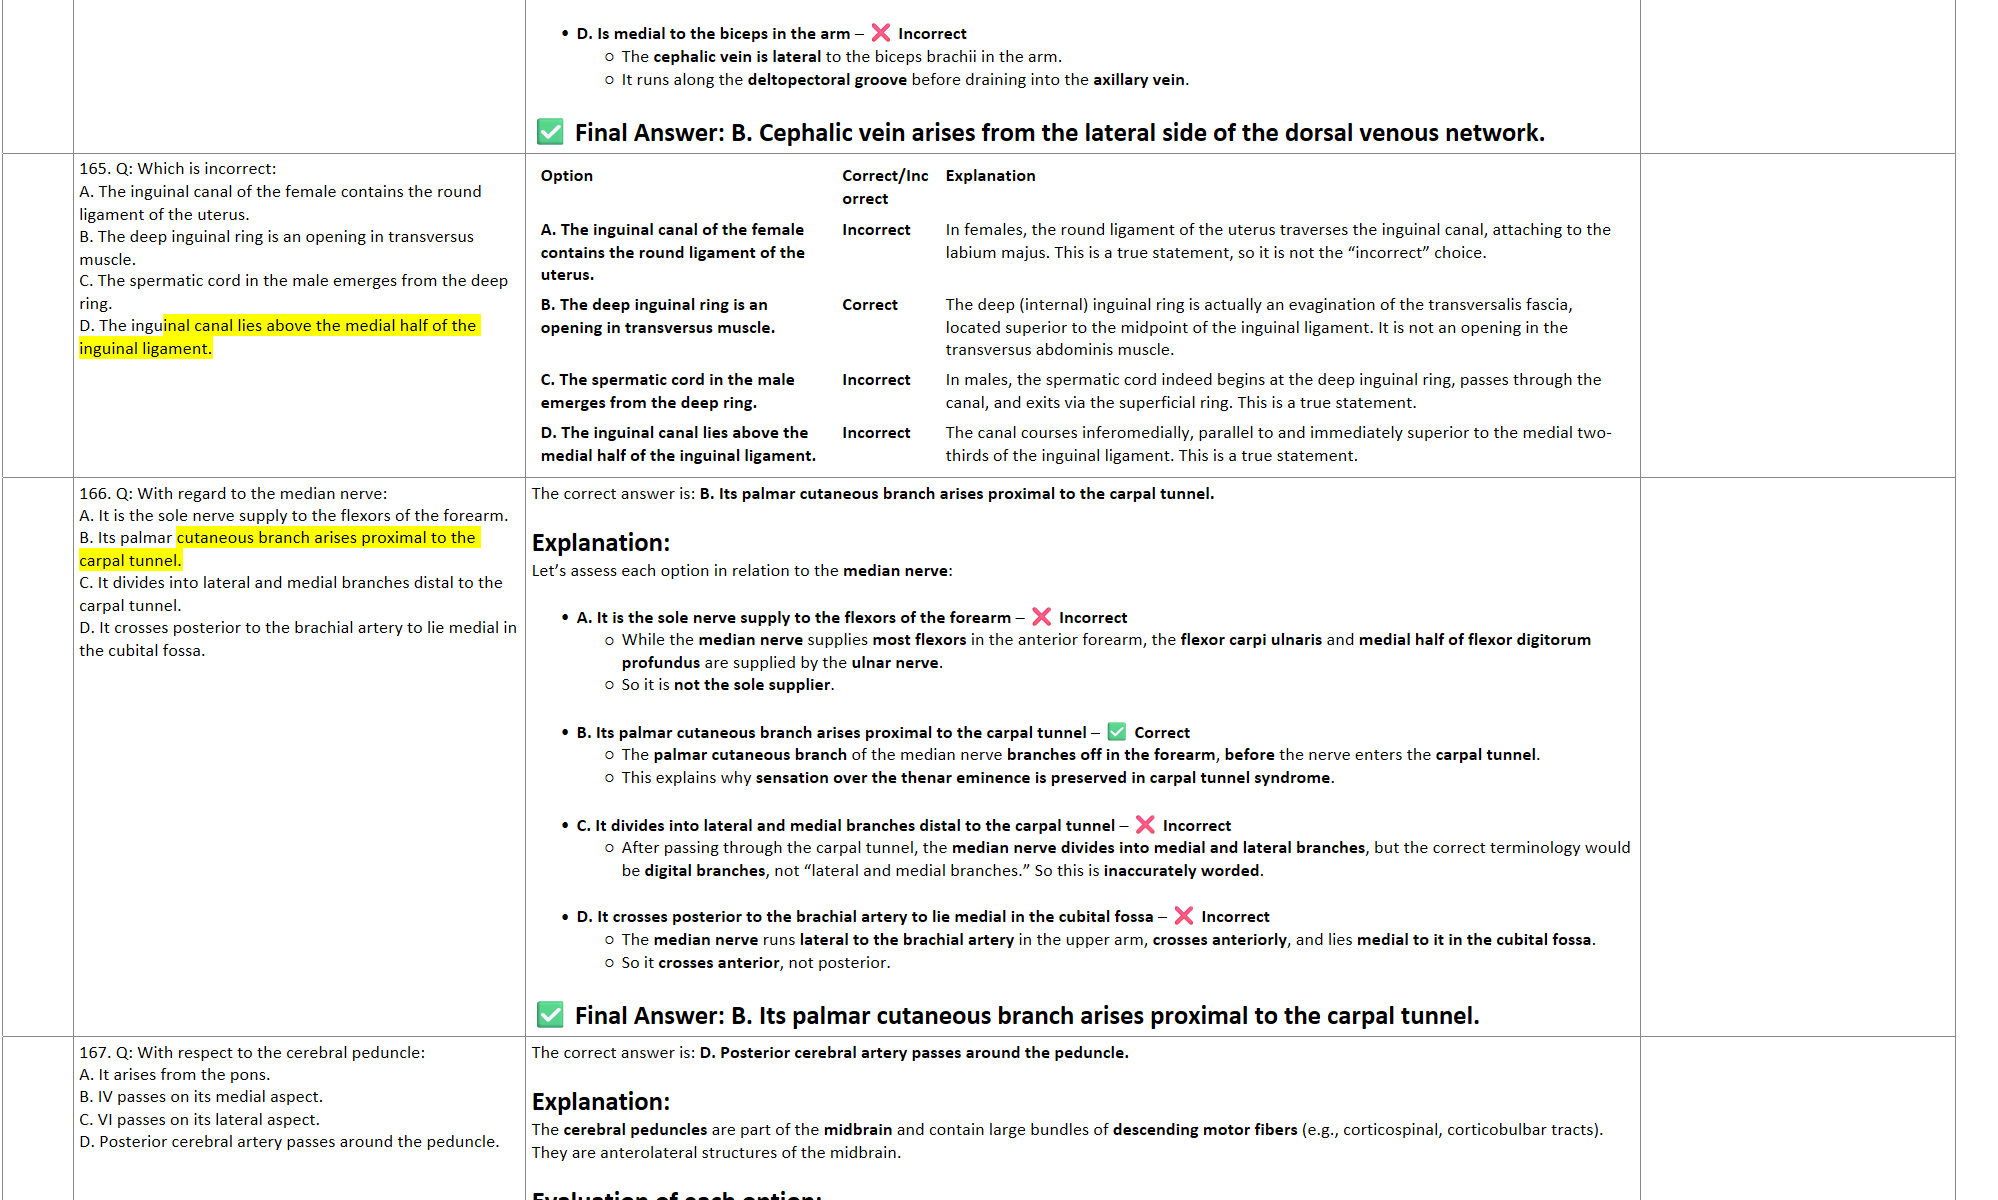 • D. Is medial to the biceps in the arm – ❌ Incorrect
○ The cephalic vein is lateral to the biceps brachii in the arm.
○ It runs along the deltopectoral groove before draining into the axillary vein.
✅ Final Answer: B. Cephalic vein arises from the lateral side of the dorsal venous network.
165. Q: Which is incorrect:
A. The inguinal canal of the female contains the round
ligament of the uterus.
B. The deep inguinal ring is an opening in transversus
muscle.
C. The spermatic cord in the male emerges from the deep
ring.
D. The inguinal canal lies above the medial half of the
inguinal ligament.
Option
Correct/Inc
orrect
Explanation
A. The inguinal canal of the female
contains the round ligament of the
uterus.
Incorrect
In females, the round ligament of the uterus traverses the inguinal canal, attaching to the
labium majus. This is a true statement, so it is not the “incorrect” choice.
B. The deep inguinal ring is an
opening in transversus muscle.
Correct
The deep (internal) inguinal ring is actually an evagination of the transversalis fascia,
located superior to the midpoint of the inguinal ligament. It is not an opening in the
transversus abdominis muscle.
C. The spermatic cord in the male
emerges from the deep ring.
Incorrect
In males, the spermatic cord indeed begins at the deep inguinal ring, passes through the
canal, and exits via the superficial ring. This is a true statement.
D. The inguinal canal lies above the
medial half of the inguinal ligament.
Incorrect
The canal courses inferomedially, parallel to and immediately superior to the medial two-
thirds of the inguinal ligament. This is a true statement.
166. Q: With regard to the median nerve:
A. It is the sole nerve supply to the flexors of the forearm.
B. Its palmar cutaneous branch arises proximal to the
carpal tunnel.
C. It divides into lateral and medial branches distal to the
carpal tunnel.
D. It crosses posterior to the brachial artery to lie medial in
the cubital fossa.
The correct answer is: B. Its palmar cutaneous branch arises proximal to the carpal tunnel.
Explanation:
Let’s assess each option in relation to the median nerve:
• A. It is the sole nerve supply to the flexors of the forearm – ❌ Incorrect
○ While the median nerve supplies most flexors in the anterior forearm, the flexor carpi ulnaris and medial half of flexor digitorum
profundus are supplied by the ulnar nerve.
○ So it is not the sole supplier.
• B. Its palmar cutaneous branch arises proximal to the carpal tunnel – ✅ Correct
○ The palmar cutaneous branch of the median nerve branches off in the forearm, before the nerve enters the carpal tunnel.
○ This explains why sensation over the thenar eminence is preserved in carpal tunnel syndrome.
• C. It divides into lateral and medial branches distal to the carpal tunnel – ❌ Incorrect
○ After passing through the carpal tunnel, the median nerve divides into medial and lateral branches, but the correct terminology would
be digital branches, not “lateral and medial branches.” So this is inaccurately worded.
• D. It crosses posterior to the brachial artery to lie medial in the cubital fossa – ❌ Incorrect
○ The median nerve runs lateral to the brachial artery in the upper arm, crosses anteriorly, and lies medial to it in the cubital fossa.
○ So it crosses anterior, not posterior.
✅ Final Answer: B. Its palmar cutaneous branch arises proximal to the carpal tunnel.
167. Q: With respect to the cerebral peduncle:
A. It arises from the pons.
B. IV passes on its medial aspect.
C. VI passes on its lateral aspect.
D. Posterior cerebral artery passes around the peduncle.
The correct answer is: D. Posterior cerebral artery passes around the peduncle.
Explanation:
The cerebral peduncles are part of the midbrain and contain large bundles of descending motor fibers (e.g., corticospinal, corticobulbar tracts).
They are anterolateral structures of the midbrain.
Evaluation of each option: